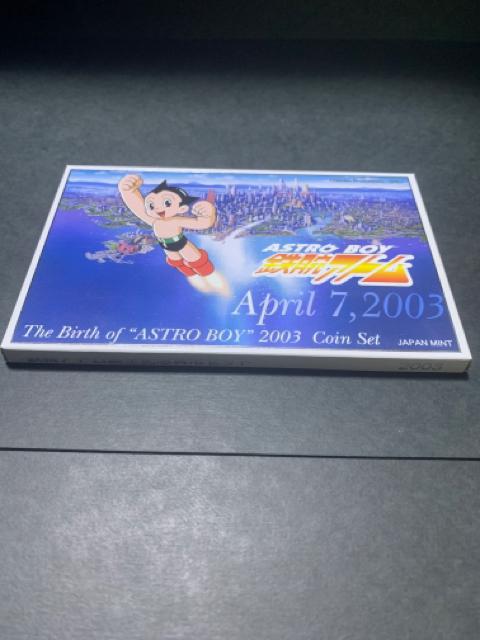 ASTRO BOY
鉄腕アトム
April 7, 2003
The Birth of "ASTRO BOY" 2003 Coin Set
JAPAN MINT
2003